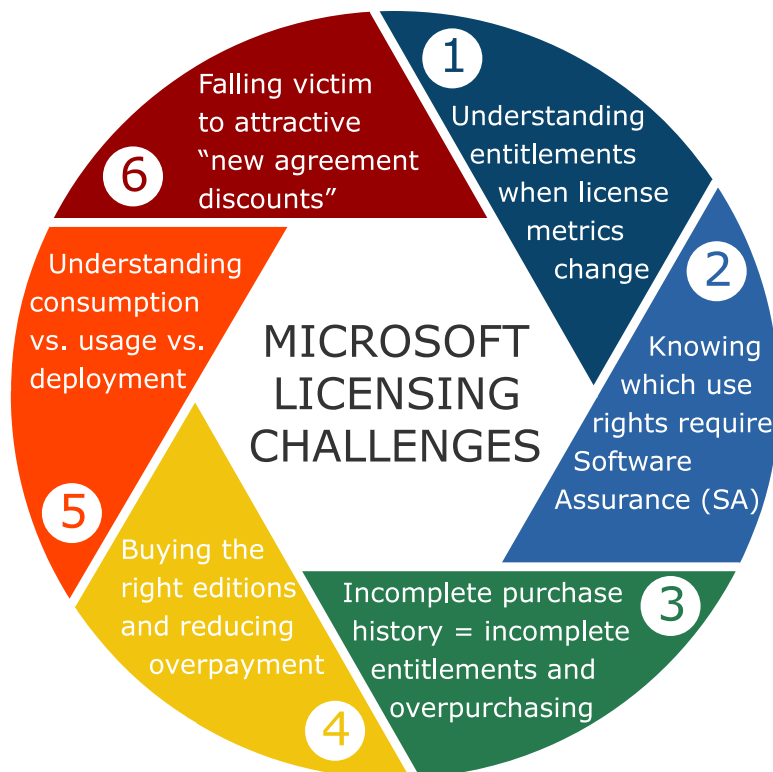 MICROSOFT
LICENSING
CHALLENGES
1
Understanding
entitlements
when license
metrics
change
2
Knowing
which use
rights require
Software
Assurance (SA)
3
Incomplete purchase
history = incomplete
entitlements and
overpurchasing
4
Buying the
right editions
and reducing
overpayment
5
Understanding
consumption
vs. usage vs.
deployment
6
Falling victim
to attractive
“new agreement
discounts”